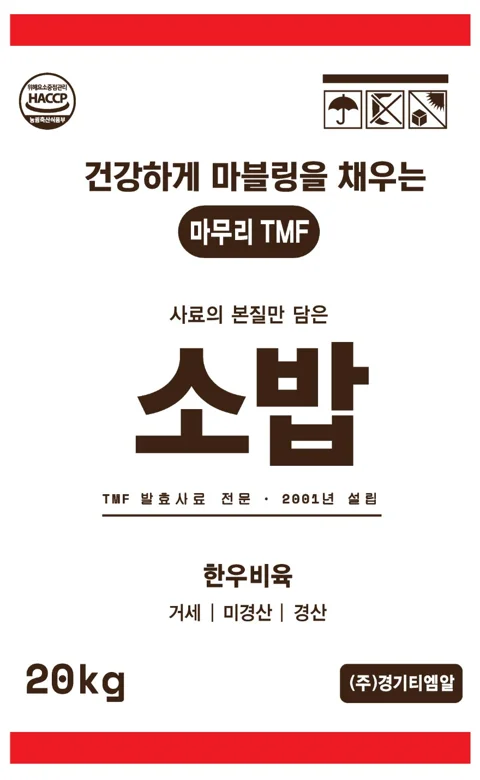 위해요소중점관리
HACCP
농림축산식품부
건강하게 마블링을 채우는
마무리 TMF
사료의 본질만 담은
소밥
TMF 발효사료 전문 · 2001년 설립
한우비육
거세 | 미경산 | 경산
20kg
(주)경기티엠알